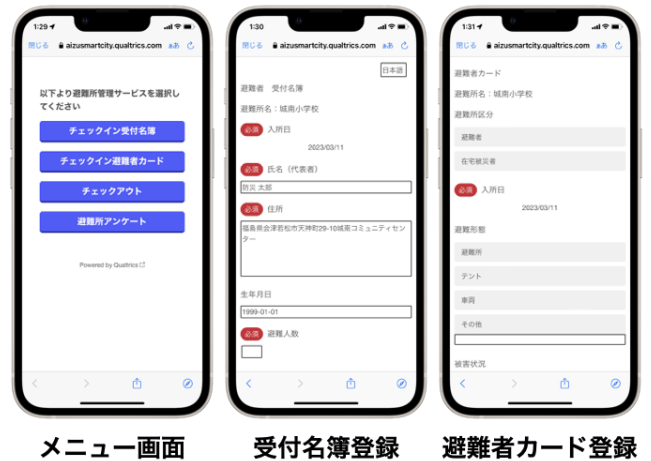 1:29
閉じる aizusmartcity.qualtrics.com ぁあ
以下より避難所管理サービスを選択し
てください
チェックイン受付名簿
チェックイン避難者カード
チェックアウト
避難所アンケート
Powered by Qualtrics
メニュー画面
1:30
閉じる aizusmartcity.qualtrics.com ぁあ
日本語
避難者 受付名簿
避難所名：城南小学校
必須 入所日
2023/03/11
必須 氏名（代表者）
防災 太郎
必須 住所
福島県会津若松市天神町29-10城南コミュニティセン
ター
生年月日
1999-01-01
必須 避難人数
受付名簿登録
1:31
閉じる aizusmartcity.qualtrics.com ぁあ
避難者カード
避難所名：城南小学校
避難所区分
避難者
在宅被災者
必須 入所日
2023/03/11
避難形態
避難所
テント
車両
その他
被害状況
避難者カード登録